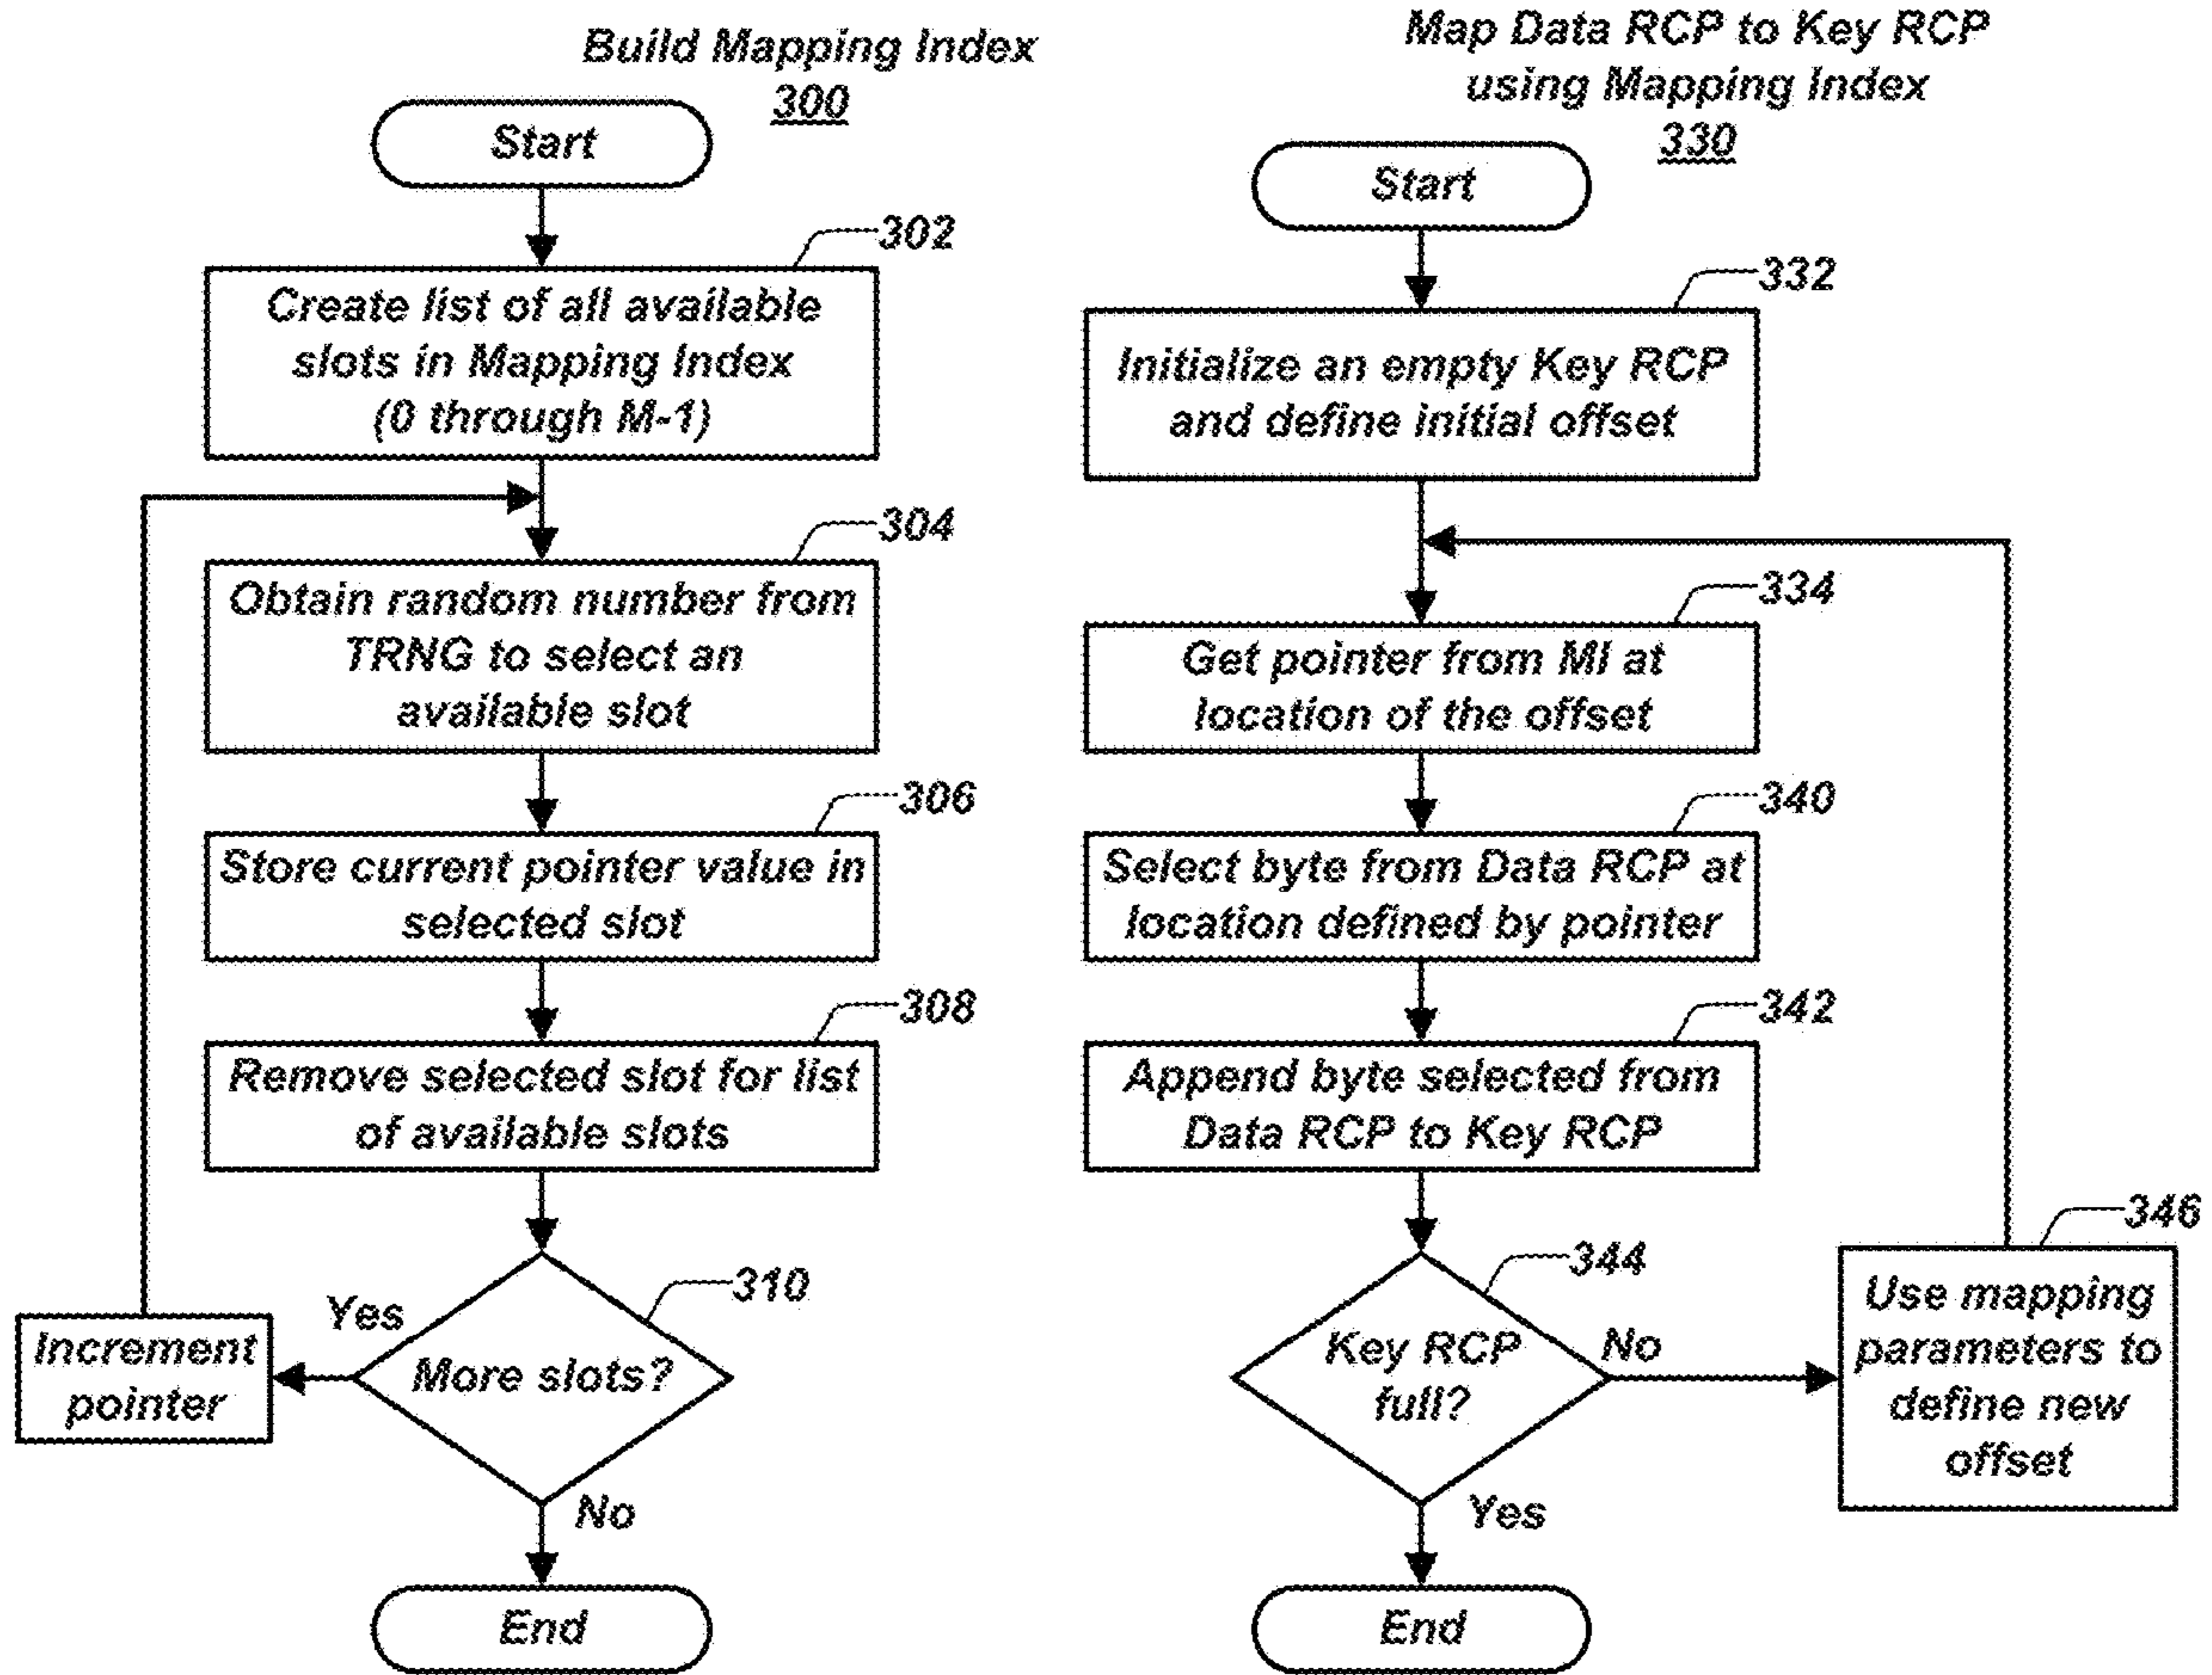 Build Mapping Index
300
Start
302
Create list of all available
slots in Mapping Index
(0 through M-1)
304
Obtain random number from
TRNG to select an
available slot
306
Store current pointer value in
selected slot
308
Remove selected slot for list
of available slots
310
More slots?
Yes
Increment
pointer
No
End
Map Data RCP to Key RCP
using Mapping Index
330
Start
332
Initialize an empty Key RCP
and define initial offset
334
Get pointer from MI at
location of the offset
340
Select byte from Data RCP at
location defined by pointer
342
Append byte selected from
Data RCP to Key RCP
344
Key RCP
full?
No
346
Use mapping
parameters to
define new
offset
Yes
End